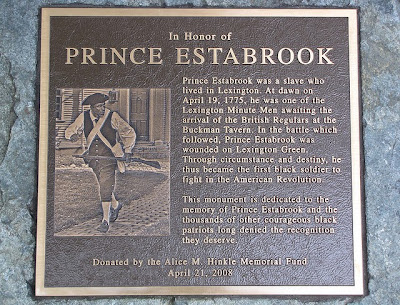 In Honor of
PRINCE ESTABROOK
Prince Estabrook was a slave who
lived in Lexington. At dawn on
April 19, 1775, he was one of the
Lexington Minute Men awaiting the
arrival of the British Regulars at the
Buckman Tavern. In the battle which
followed, Prince Estabrook was
wounded on Lexington Green.
Through circumstance and destiny, he
thus became the first black soldier to
fight in the American Revolution.
This monument is dedicated to the
memory of Prince Estabrook and the
thousands of other courageous black
patriots long denied the recognition
they deserve.
Donated by the Alice M. Hinkle Memorial Fund
April 21, 2008